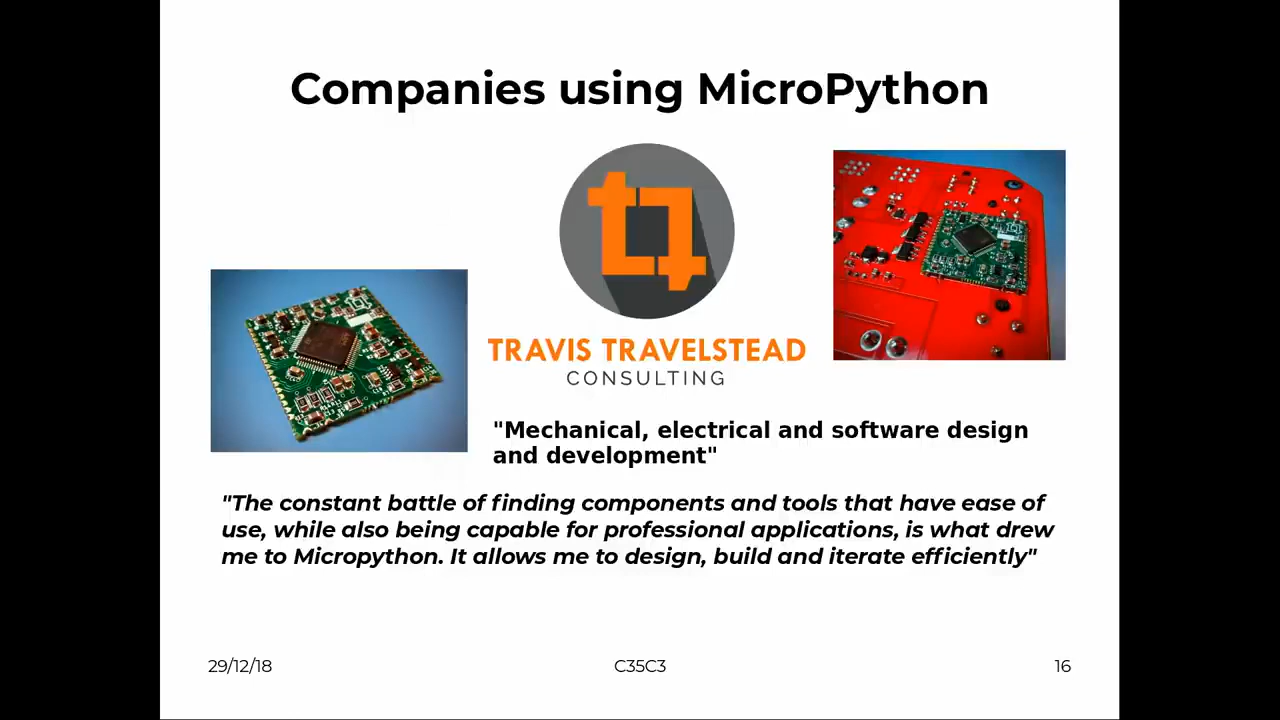 Companies using MicroPython
TRAVIS TRAVELSTEAD
CONSULTING
"Mechanical, electrical and software design
and development"
"The constant battle of finding components and tools that have ease of
use, while also being capable for professional applications, is what drew
me to Micropython. It allows me to design, build and iterate efficiently"
29/12/18
C35C3
16